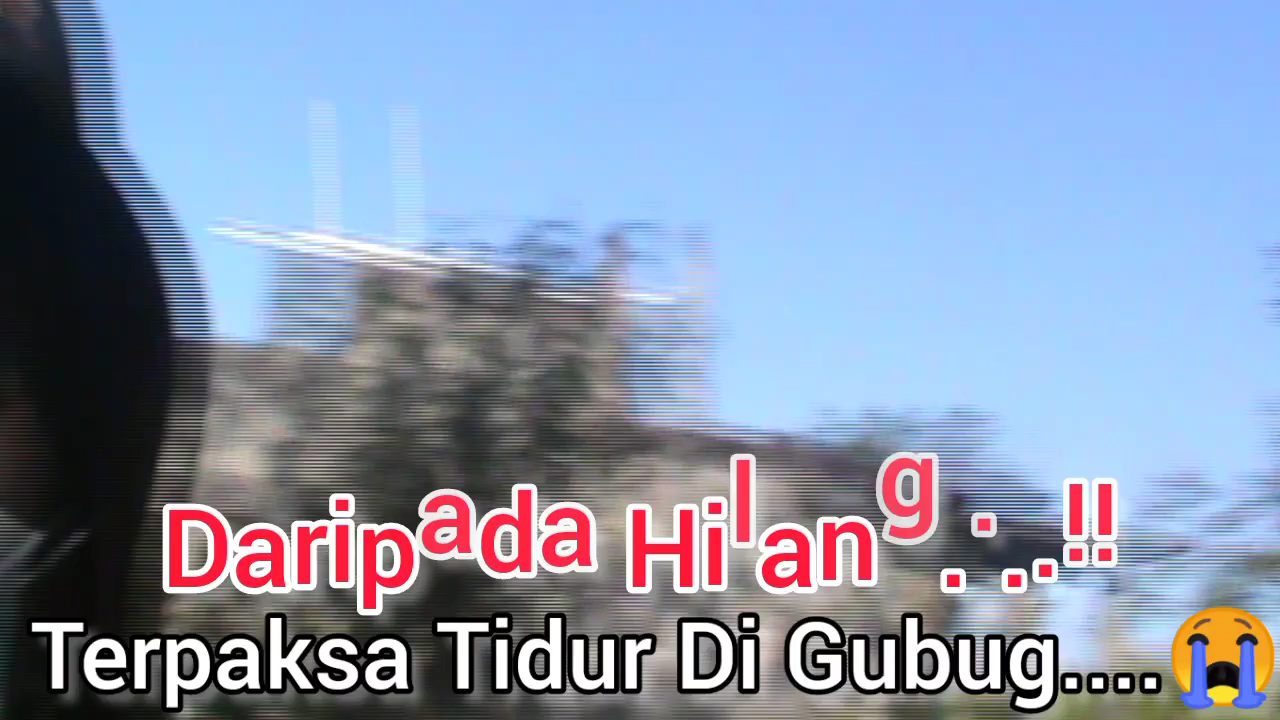 Daripada Hilang . . . .!!
Terpaksa Tidur Di Gubug....😭